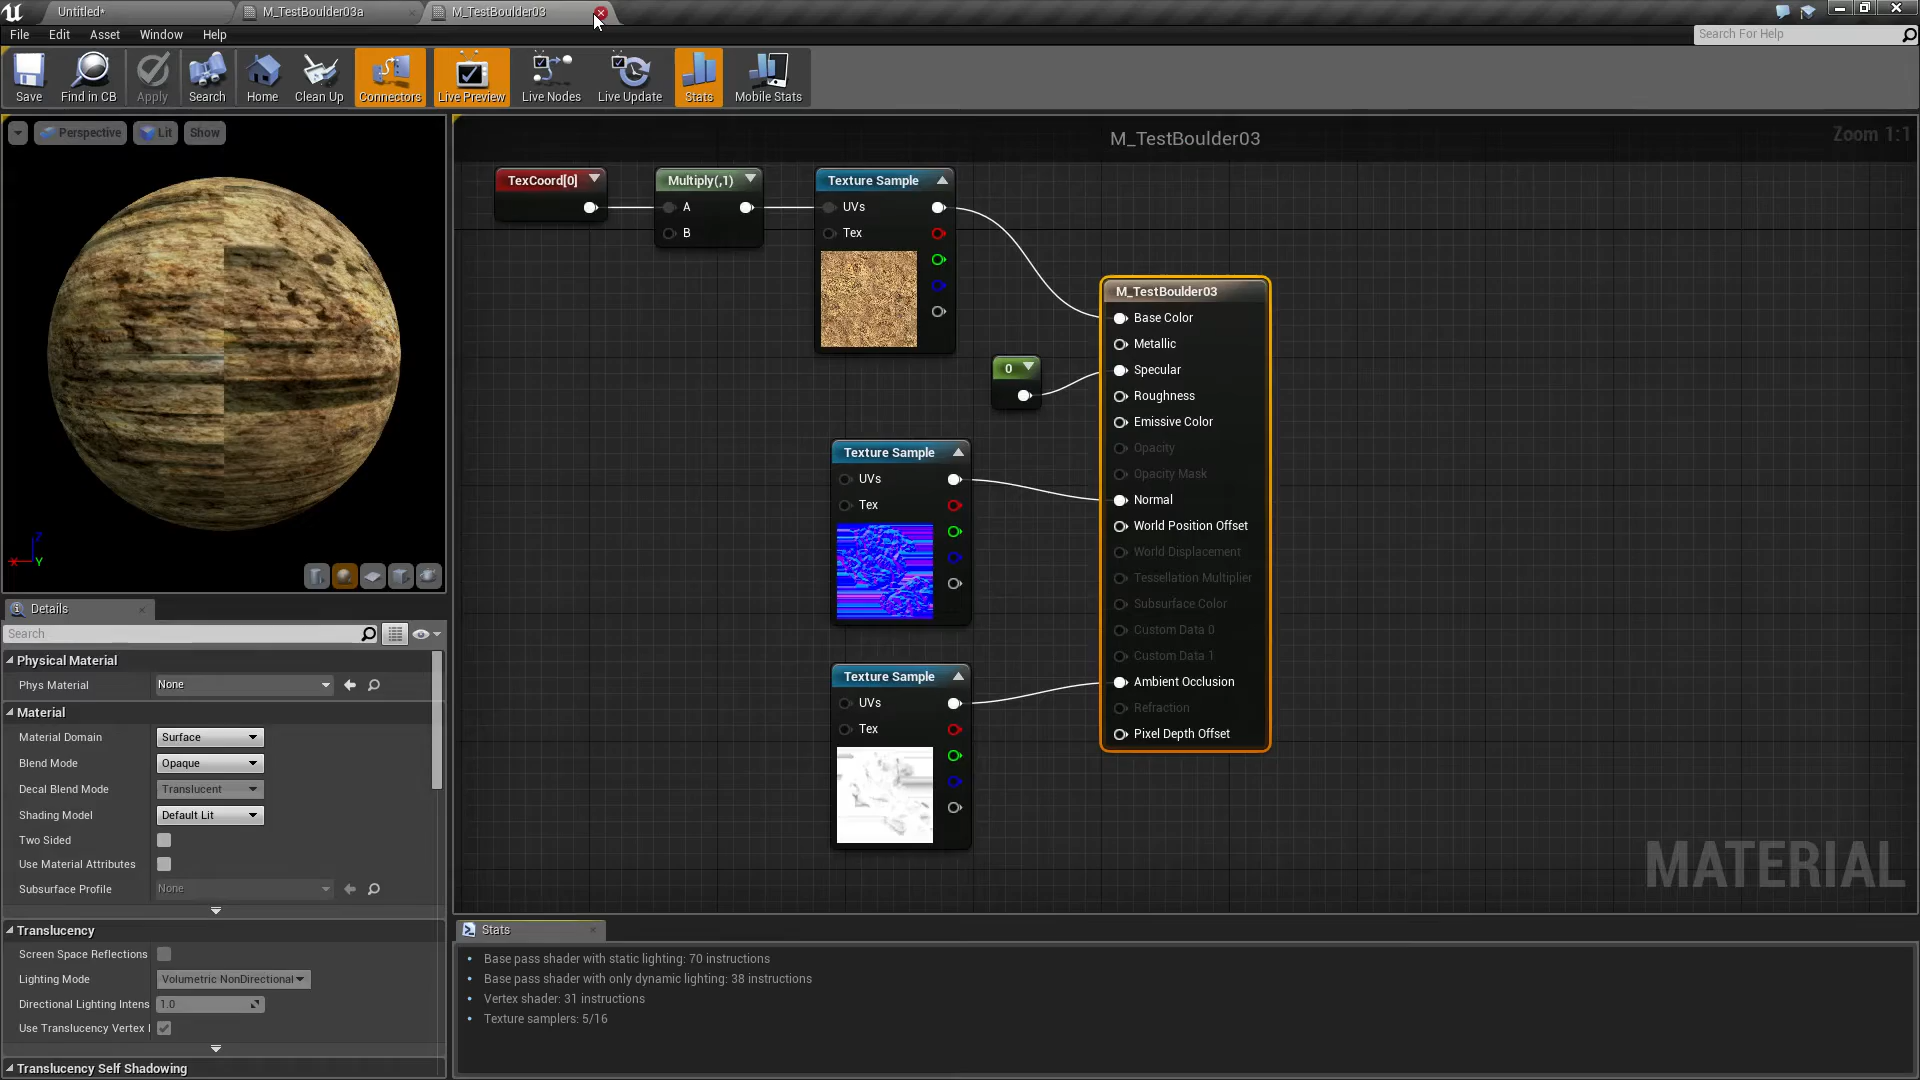 Untitled*
M_TestBoulder03a
M_TestBoulder03
File
Edit
Asset
Window
Help
Search For Help
Save
Find in CB
Apply
Search
Home
Clean Up
Connectors
Live Preview
Live Nodes
Live Update
Stats
Mobile Stats
Perspective
Lit
Show
M_TestBoulder03
Zoom 1:1
TexCoord[0]
Multiply(,1)
A
B
Texture Sample
UVs
Tex
0
M_TestBoulder03
Base Color
Metallic
Specular
Roughness
Emissive Color
Opacity
Opacity Mask
Normal
World Position Offset
World Displacement
Tessellation Multiplier
Subsurface Color
Custom Data 0
Custom Data 1
Ambient Occlusion
Refraction
Pixel Depth Offset
Texture Sample
UVs
Tex
Texture Sample
UVs
Tex
MATERIAL
Z
X
Y
Details
Search
Physical Material
Phys Material
None
Material
Material Domain
Surface
Blend Mode
Opaque
Decal Blend Mode
Translucent
Shading Model
Default Lit
Two Sided
Use Material Attributes
Subsurface Profile
None
Translucency
Screen Space Reflections
Lighting Mode
Volumetric NonDirectional
Directional Lighting Intens
1.0
Use Translucency Vertex
Translucency Self Shadowing
Stats
Base pass shader with static lighting: 70 instructions
Base pass shader with only dynamic lighting: 38 instructions
Vertex shader: 31 instructions
Texture samplers: 5/16